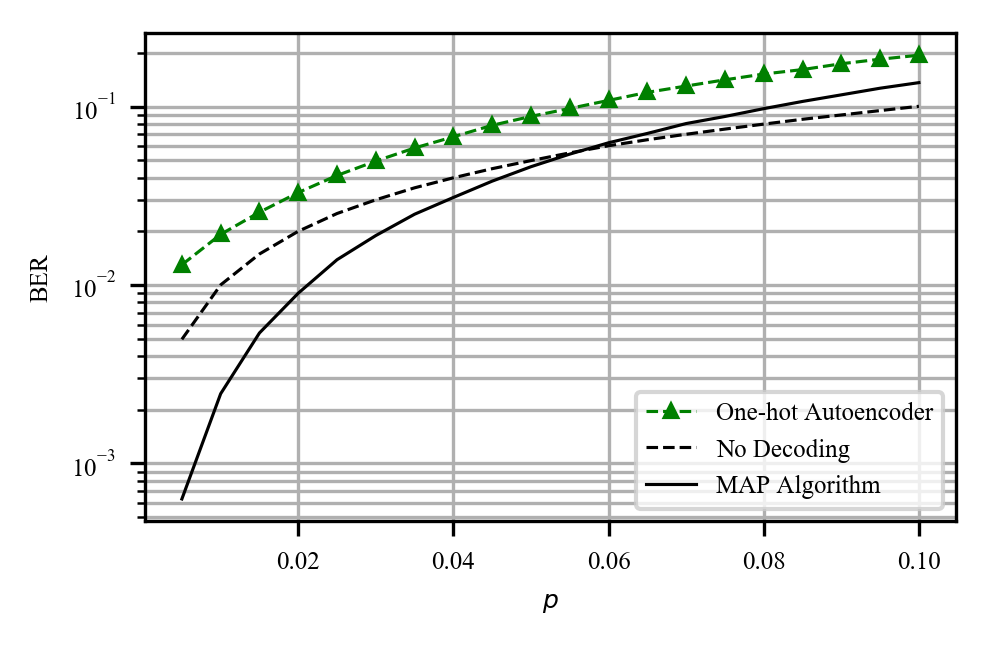 10⁻¹
10⁻²
10⁻³
BER
One-hot Autoencoder
No Decoding
MAP Algorithm
0.02 0.04 0.06 0.08 0.10
p